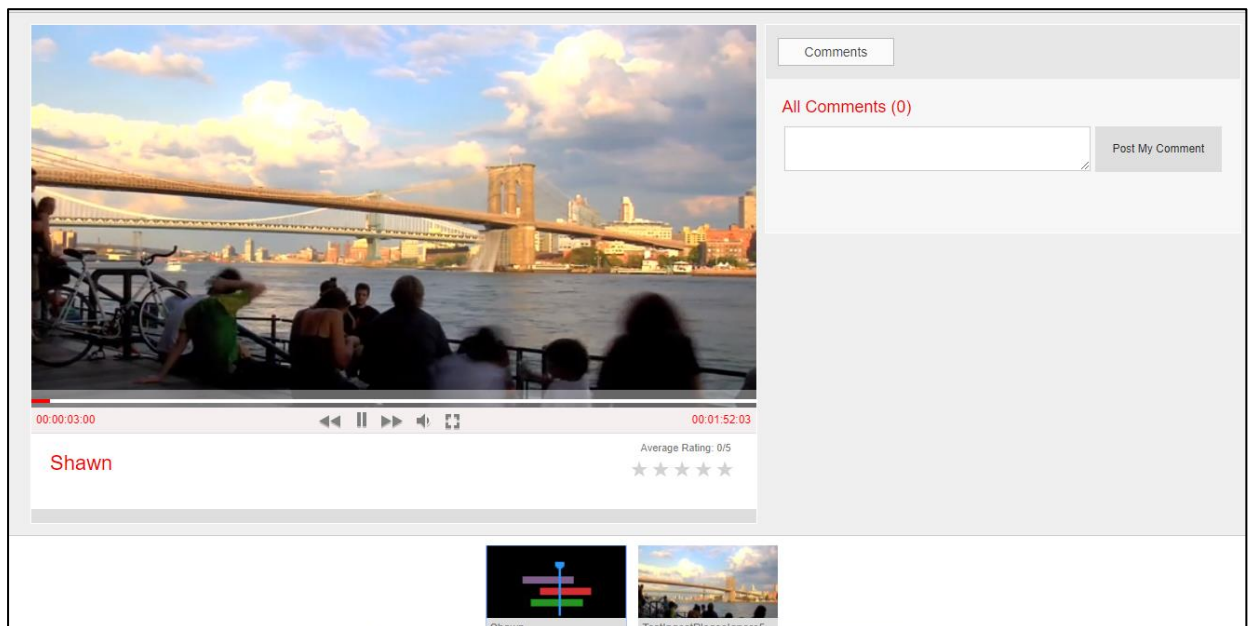 Comments
All Comments (0)
Post My Comment
00:00:03:00
00:01:52:03
Shawn
Average Rating: 0/5
Shawn